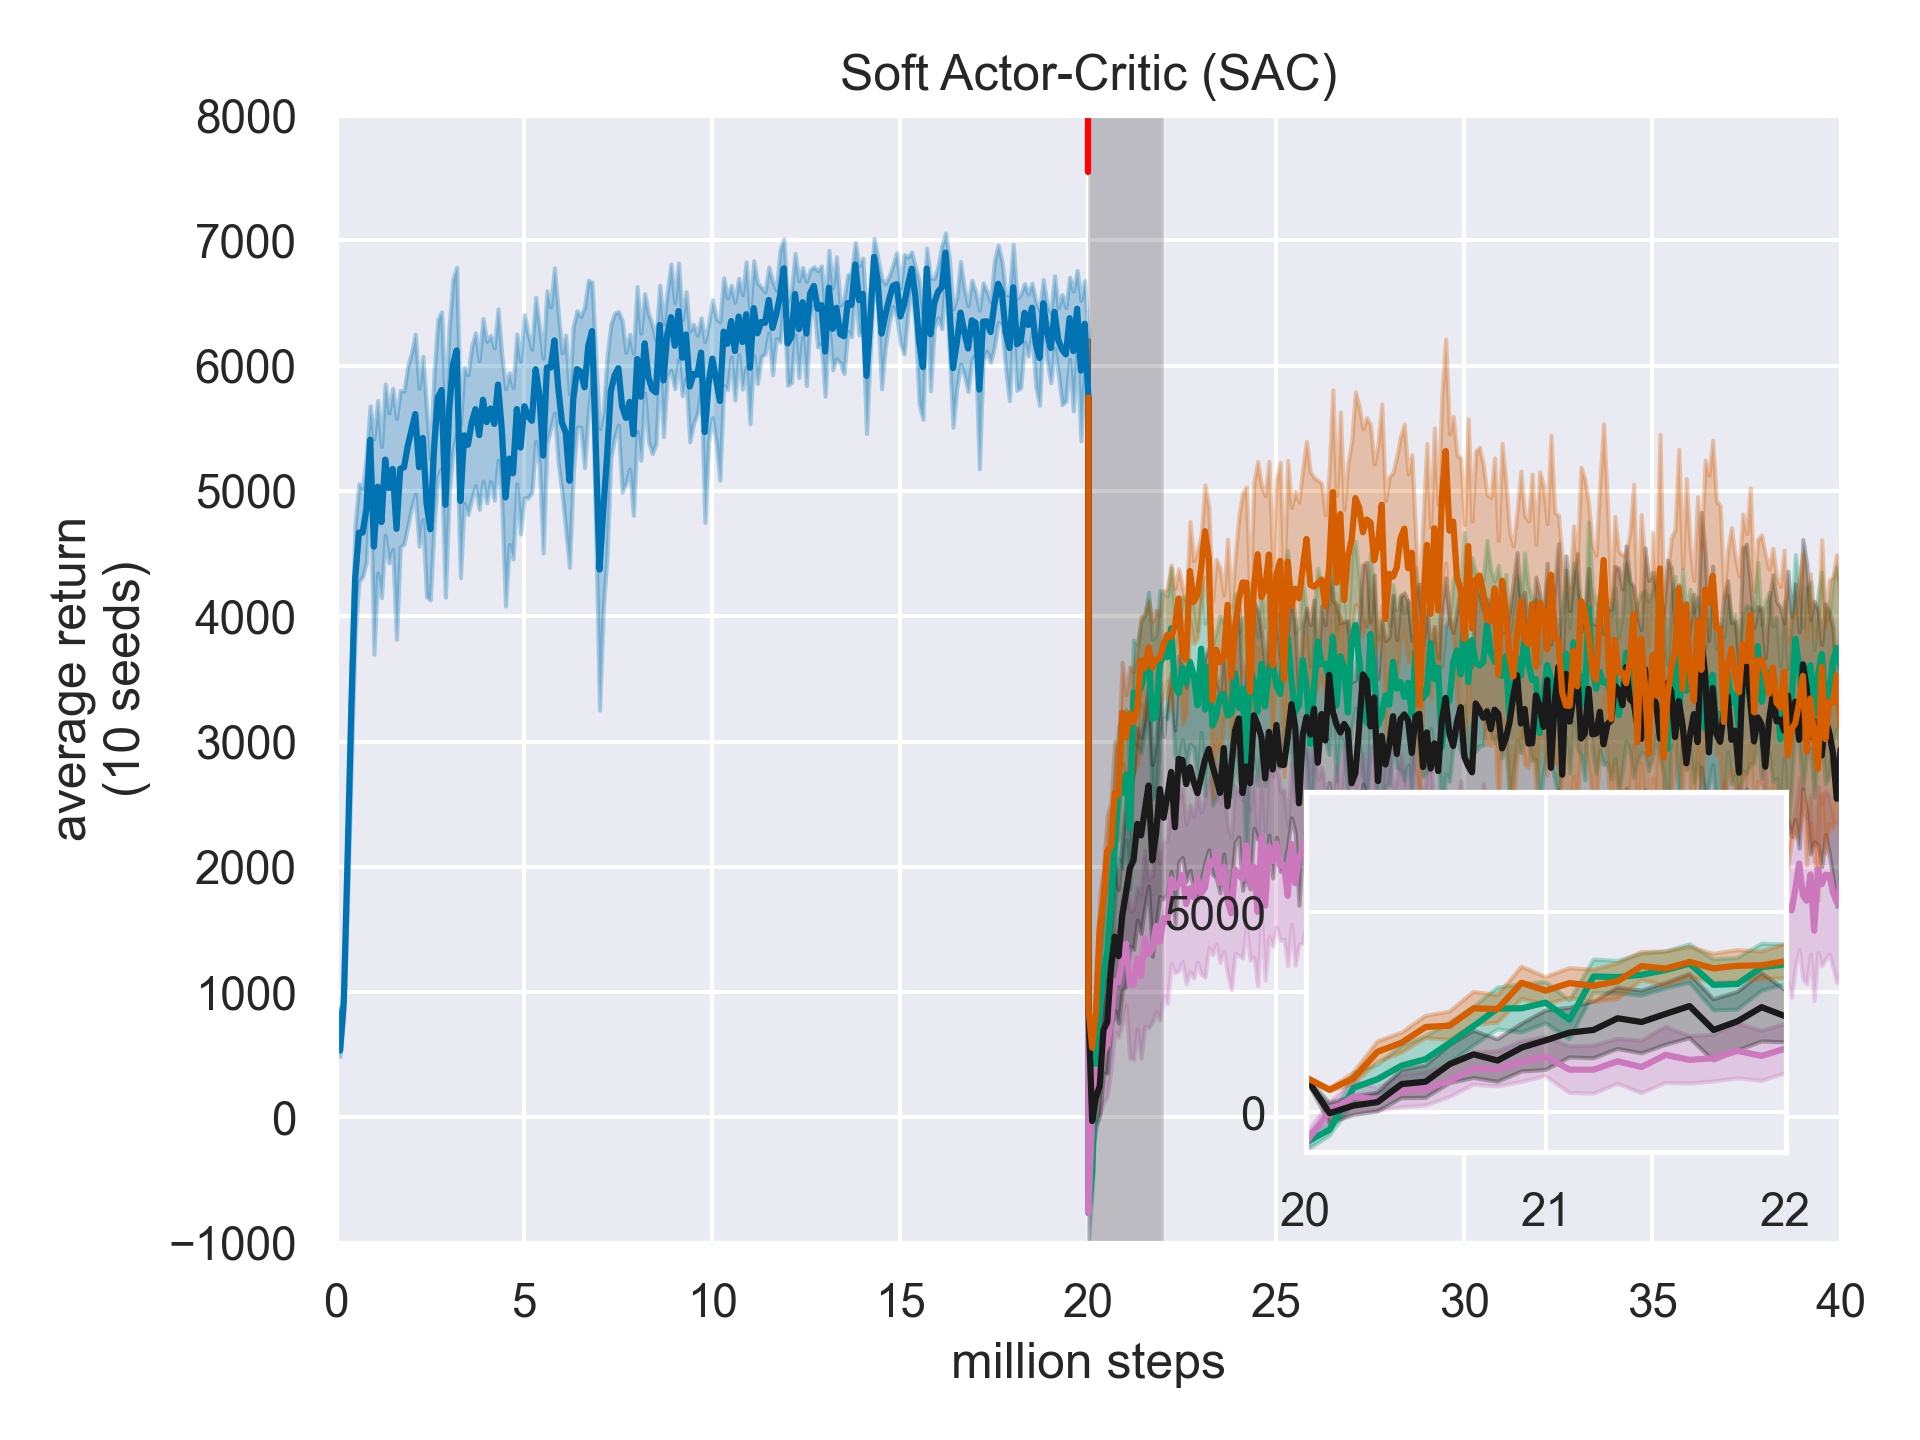 Soft Actor-Critic (SAC)
8000
7000
6000
5000
4000
3000
2000
1000
0
−1000
average return
(10 seeds)
5000
0
20 21 22
0 5 10 15 20 25 30 35 40
million steps